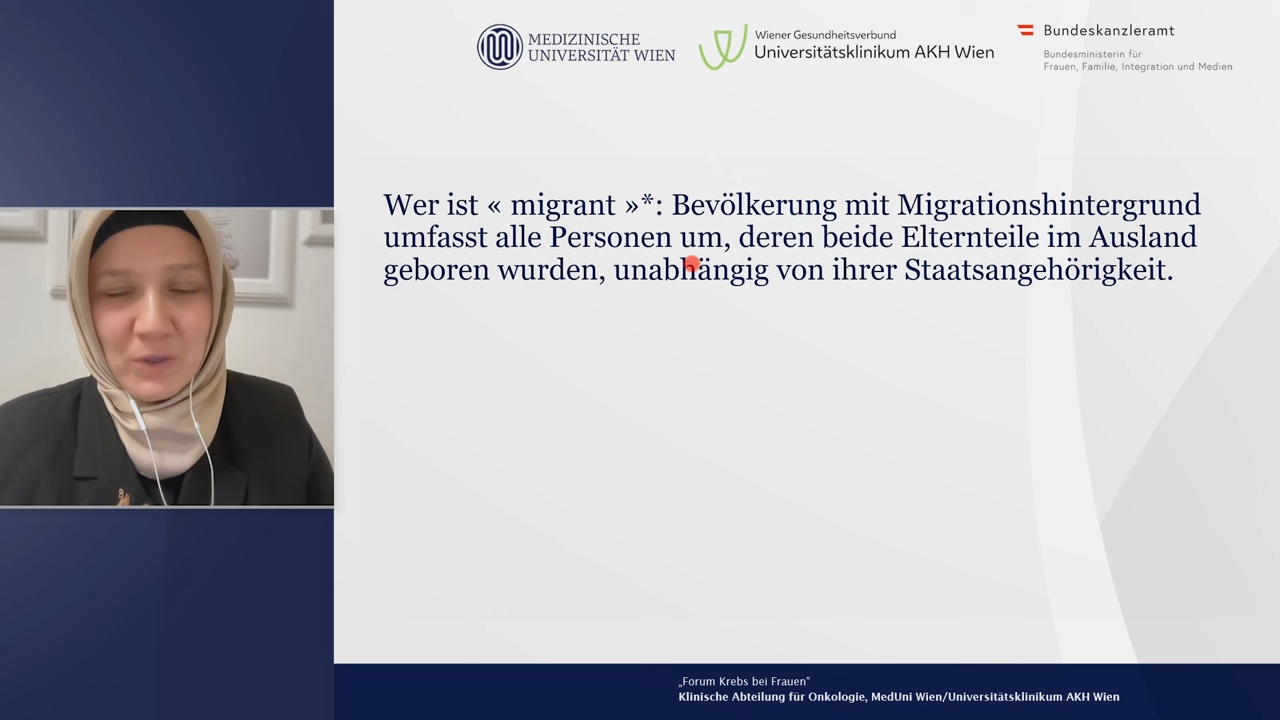 MEDIZINISCHE
UNIVERSITÄT WIEN
Wiener Gesundheitsverbund
Universitätsklinikum AKH Wien
Bundeskanzleramt
Bundesministerin für
Frauen, Familie, Integration und Medien
Wer ist « migrant »*: Bevölkerung mit Migrationshintergrund
umfasst alle Personen um, deren beide Elternteile im Ausland
geboren wurden, unabhängig von ihrer Staatsangehörigkeit.
„Forum Krebs bei Frauen“
Klinische Abteilung für Onkologie, MedUni Wien/Universitätsklinikum AKH Wien